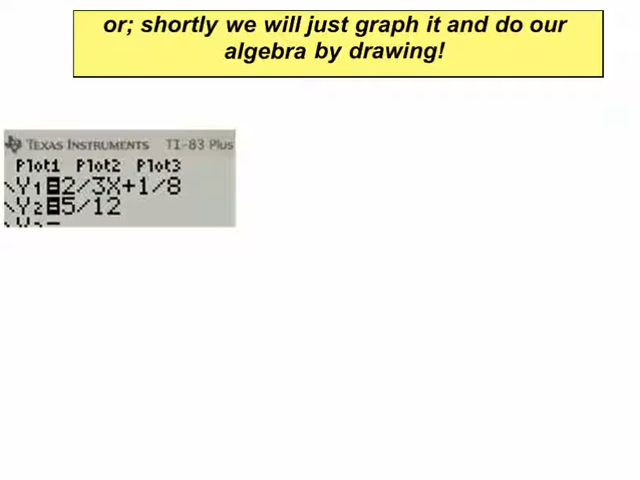 or; shortly we will just graph it and do our
algebra by drawing!
TEXAS INSTRUMENTS TI-83 Plus
Plot1 Plot2 Plot3
\Y1=2/3X+1/8
\Y2=5/12